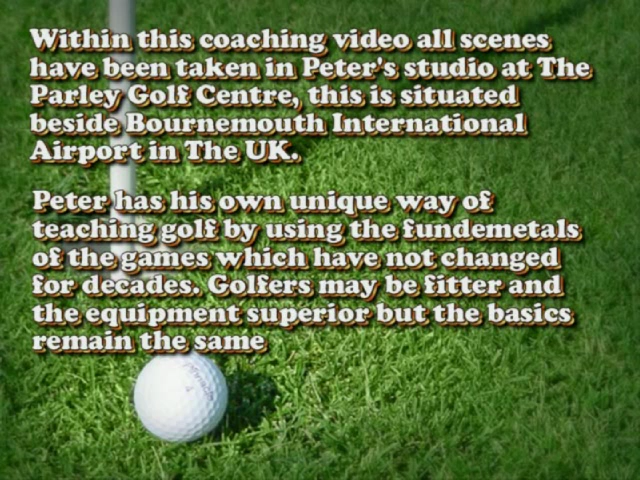 Within this coaching video all scenes
have been taken in Peter's studio at The
Parley Golf Centre, this is situated
beside Bournemouth International
Airport in The UK.
Peter has his own unique way of
teaching golf by using the fundemetals
of the games which have not changed
for decades. Golfers may be fitter and
the equipment superior but the basics
remain the same